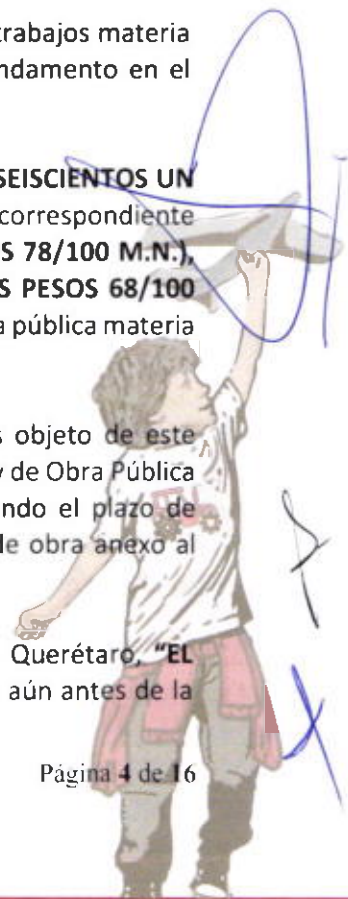 trabajos materia
ndamento en el
SEISCIENTOS UN
correspondiente
S 78/100 M.N.),
S PESOS 68/100
a pública materia
s objeto de este
y de Obra Pública
ndo el plazo de
de obra anexo al
Querétaro, "EL
aún antes de la
Página 4 de 16